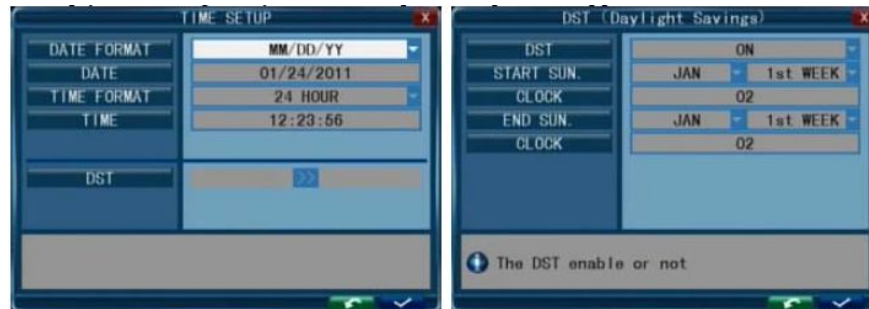 TIME SETUP
X
DATE FORMAT MM/DD/YY
DATE 01/24/2011
TIME FORMAT 24 HOUR
TIME 12:23:56
DST >>
DST (Daylight Savings)
X
DST ON
START SUN. JAN 1st WEEK
CLOCK 02
END SUN. JAN 1st WEEK
CLOCK 02
The DST enable or not